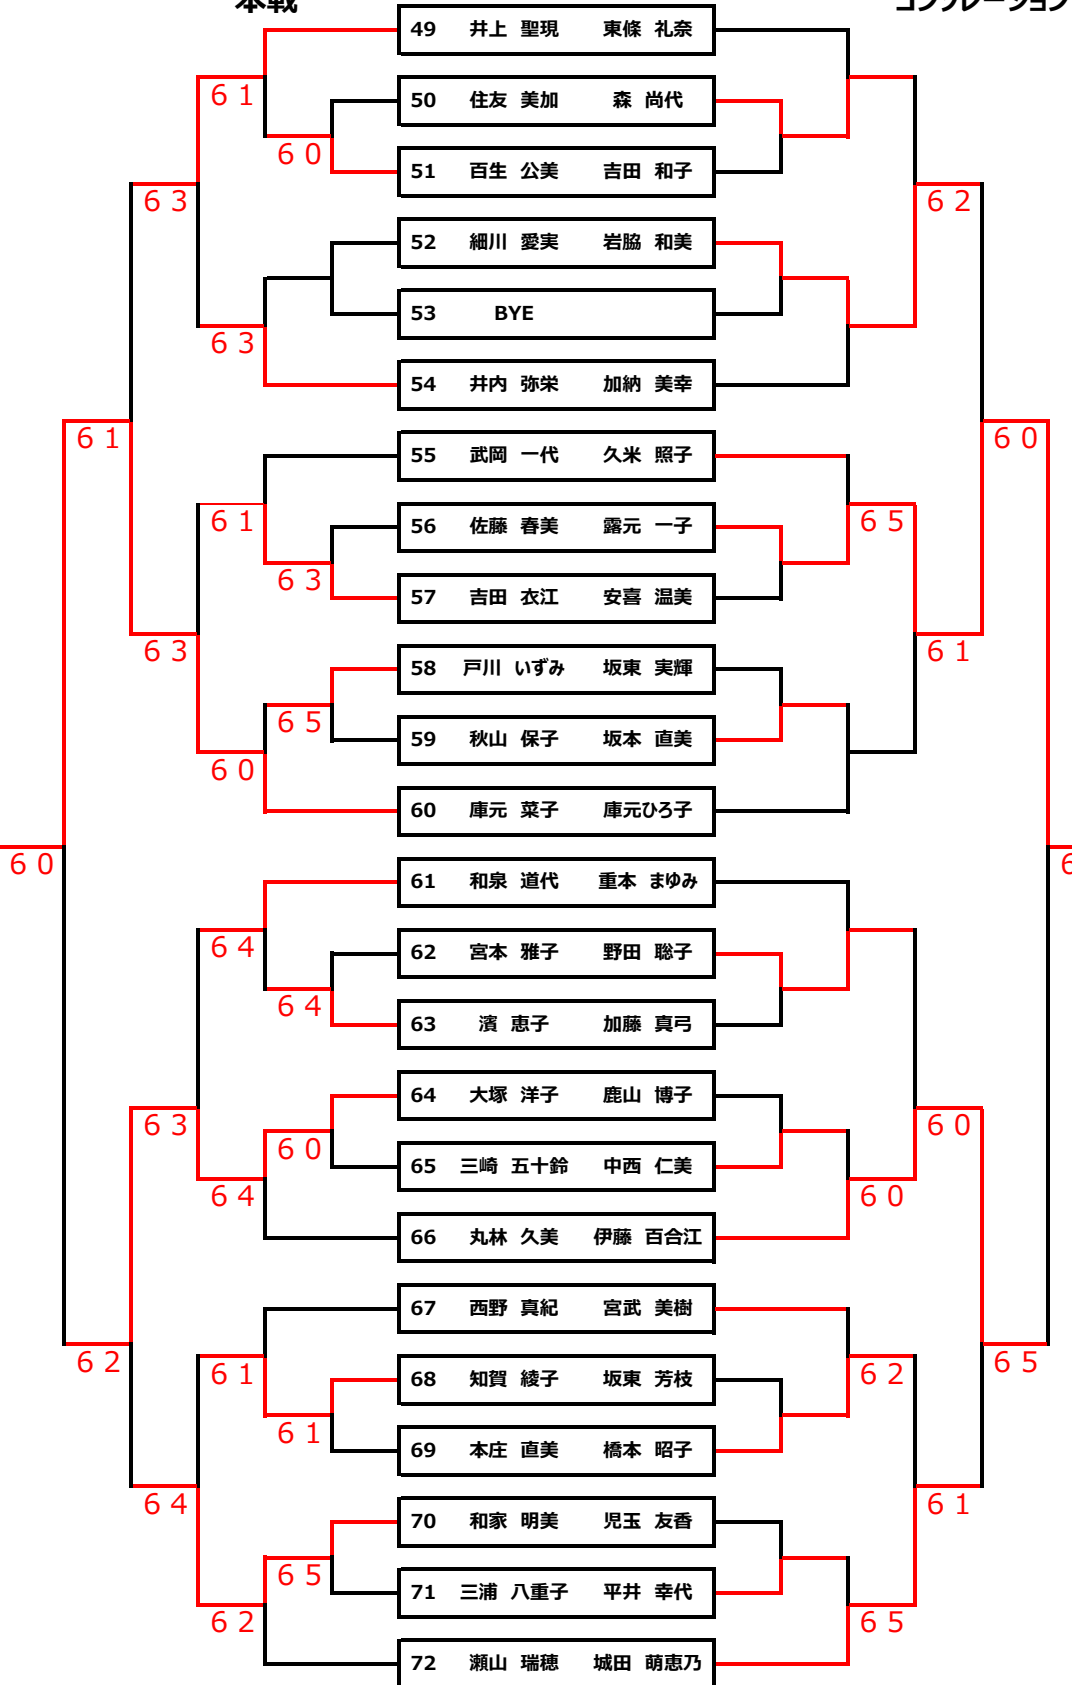 本戦 コンソレーション
49 井上 聖現 東條 礼奈
6 1
50 住友 美加 森 尚代
6 0
51 百生 公美 吉田 和子
6 3 6 2
52 細川 愛実 岩脇 和美
53 BYE
6 3
54 井内 弥栄 加納 美幸
6 1 6 0
55 武岡 一代 久米 照子
6 1 6 5
56 佐藤 春美 露元 一子
6 3
57 吉田 衣江 安喜 温美
6 3 6 1
58 戸川 いずみ 坂東 実輝
6 5
59 秋山 保子 坂本 直美
6 0
60 庫元 菜子 庫元ひろ子
6 0 6
61 和泉 道代 重本 まゆみ
6 4
62 宮本 雅子 野田 聡子
6 4
63 濱 恵子 加藤 真弓
64 大塚 洋子 鹿山 博子
6 3 6 0
6 0
65 三崎 五十鈴 中西 仁美
6 4 6 0
66 丸林 久美 伊藤 百合江
67 西野 真紀 宮武 美樹
6 2 6 5
6 1 6 2
68 知賀 綾子 坂東 芳枝
6 1
69 本庄 直美 橋本 昭子
6 4 6 1
70 和家 明美 児玉 友香
6 5
71 三浦 八重子 平井 幸代
6 2 6 5
72 瀬山 瑞穂 城田 萌恵乃